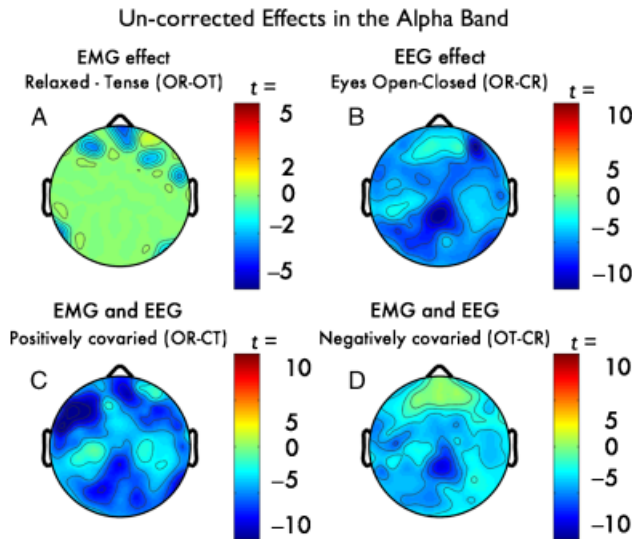 Un-corrected Effects in the Alpha Band
EMG effect
Relaxed - Tense (OR-OT)
t =
A
5
2
0
−2
−5
EEG effect
Eyes Open-Closed (OR-CR)
t =
B
10
5
0
−5
−10
EMG and EEG
Positively covaried (OR-CT)
t =
C
10
5
0
−5
−10
EMG and EEG
Negatively covaried (OT-CR)
t =
D
10
5
0
−5
−10